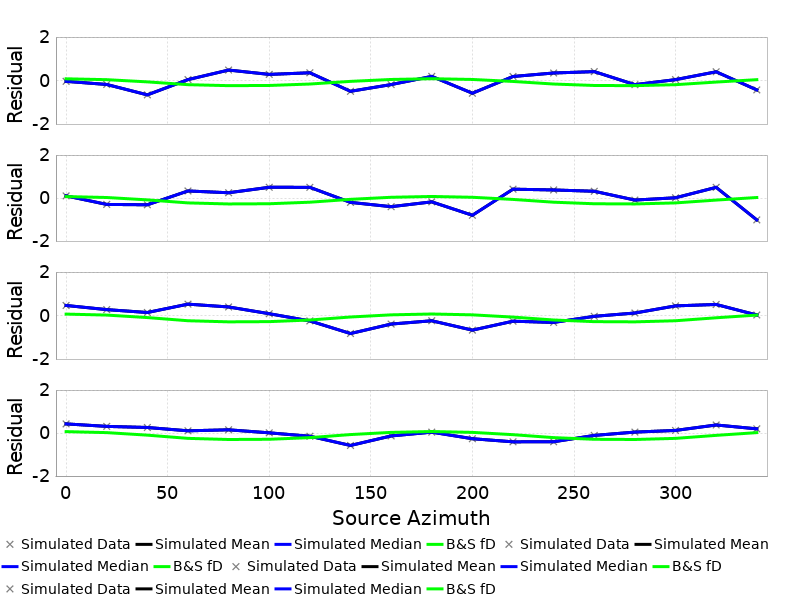 2
0
-2
Residual
2
0
-2
Residual
2
0
-2
Residual
2
0
-2
Residual
0 50 100 150 200 250 300
Source Azimuth
× Simulated Data Simulated Mean Simulated Median B&S fD × Simulated Data Simulated Mean
Simulated Median B&S fD × Simulated Data Simulated Mean Simulated Median B&S fD
× Simulated Data Simulated Mean Simulated Median B&S fD